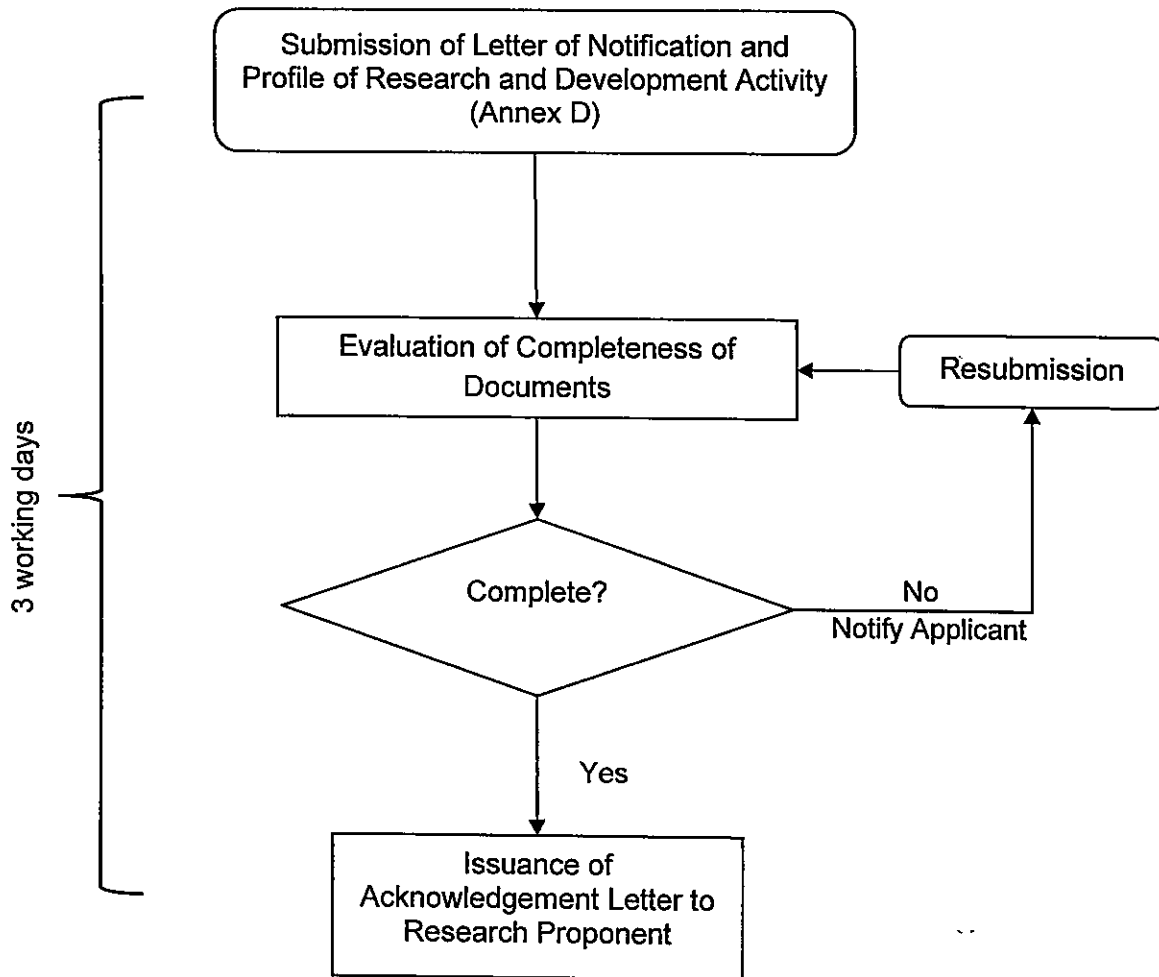 Submission of Letter of Notification and
Profile of Research and Development Activity
(Annex D)
Evaluation of Completeness of
Documents
Resubmission
3 working days
Complete?
No
Notify Applicant
Yes
Issuance of
Acknowledgement Letter to
Research Proponent